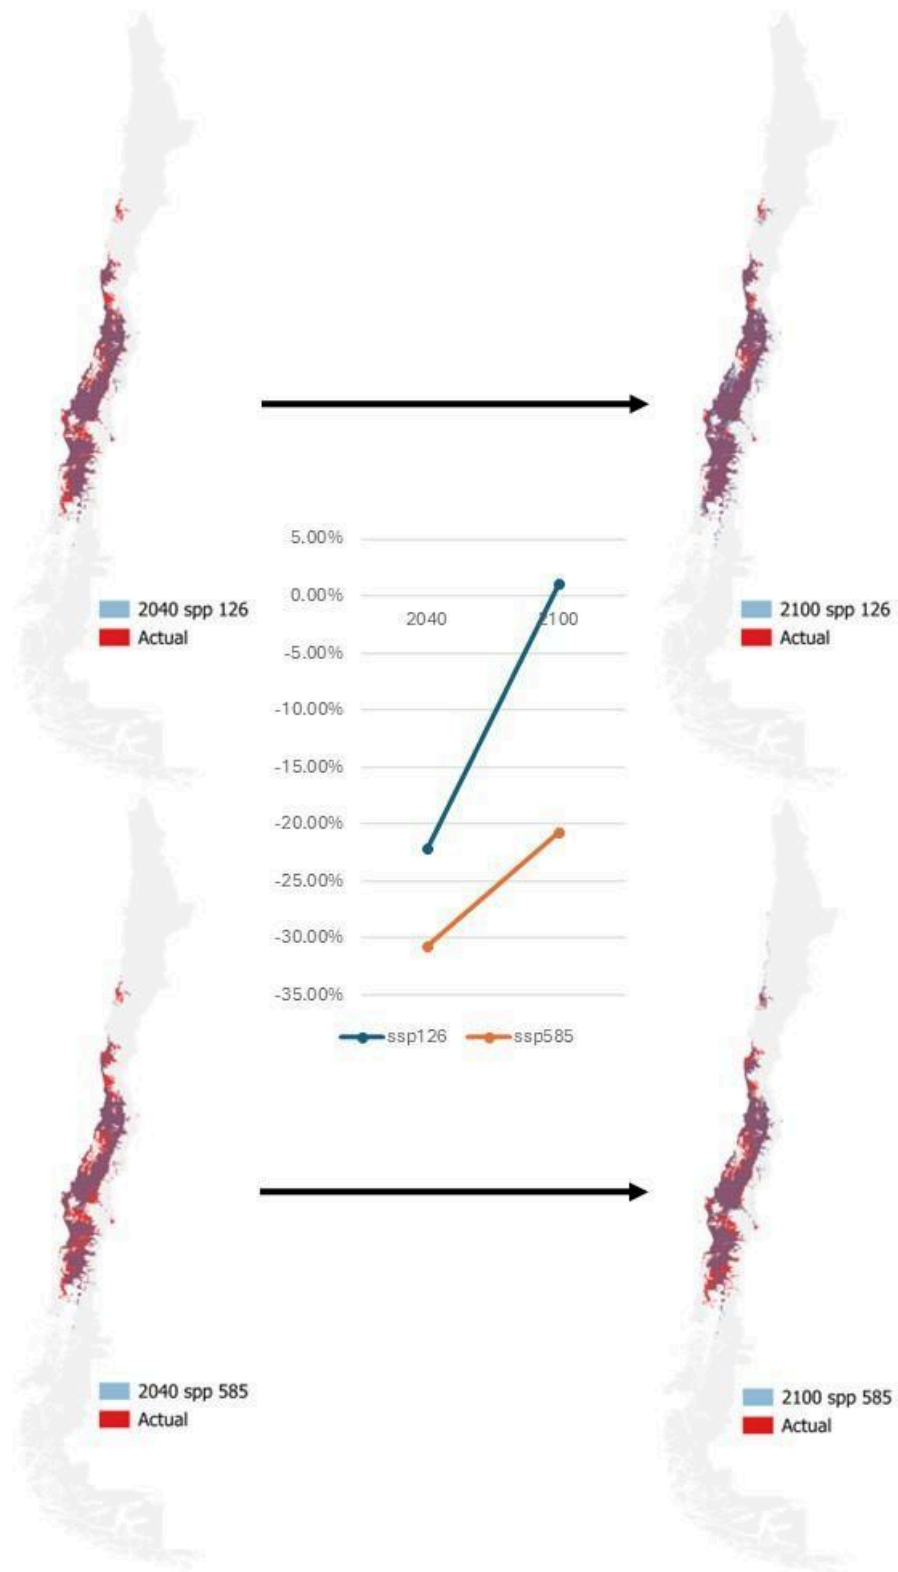 5.00%
0.00%
2040
2100
-5.00%
2040 spp 126
Actual
2100 spp 126
Actual
-10.00%
-15.00%
-20.00%
-25.00%
-30.00%
-35.00%
ssp126
ssp585
2040 spp 585
Actual
2100 spp 585
Actual